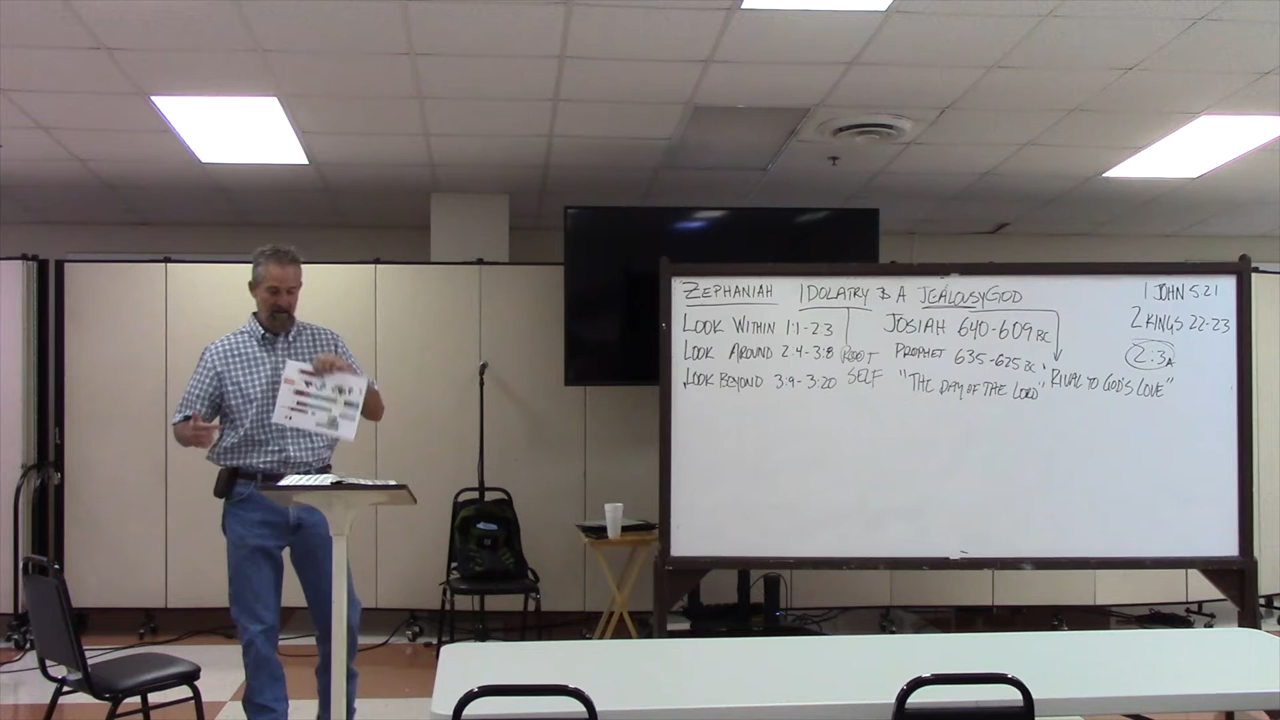 ZEPHANIAH IDOLATRY & A JEALOUSY GOD
1 JOHN 5:21
2 KINGS 22-23
2:3A
LOOK WITHIN 1:1-2:3
LOOK AROUND 2:4-3:8
LOOK BEYOND 3:9-3:20
ROOT
SELF
JOSIAH 640-609 BC
PROPHET 635-625 BC
"THE DAY OF THE LORD"
"RIVAL TO GOD'S LOVE"